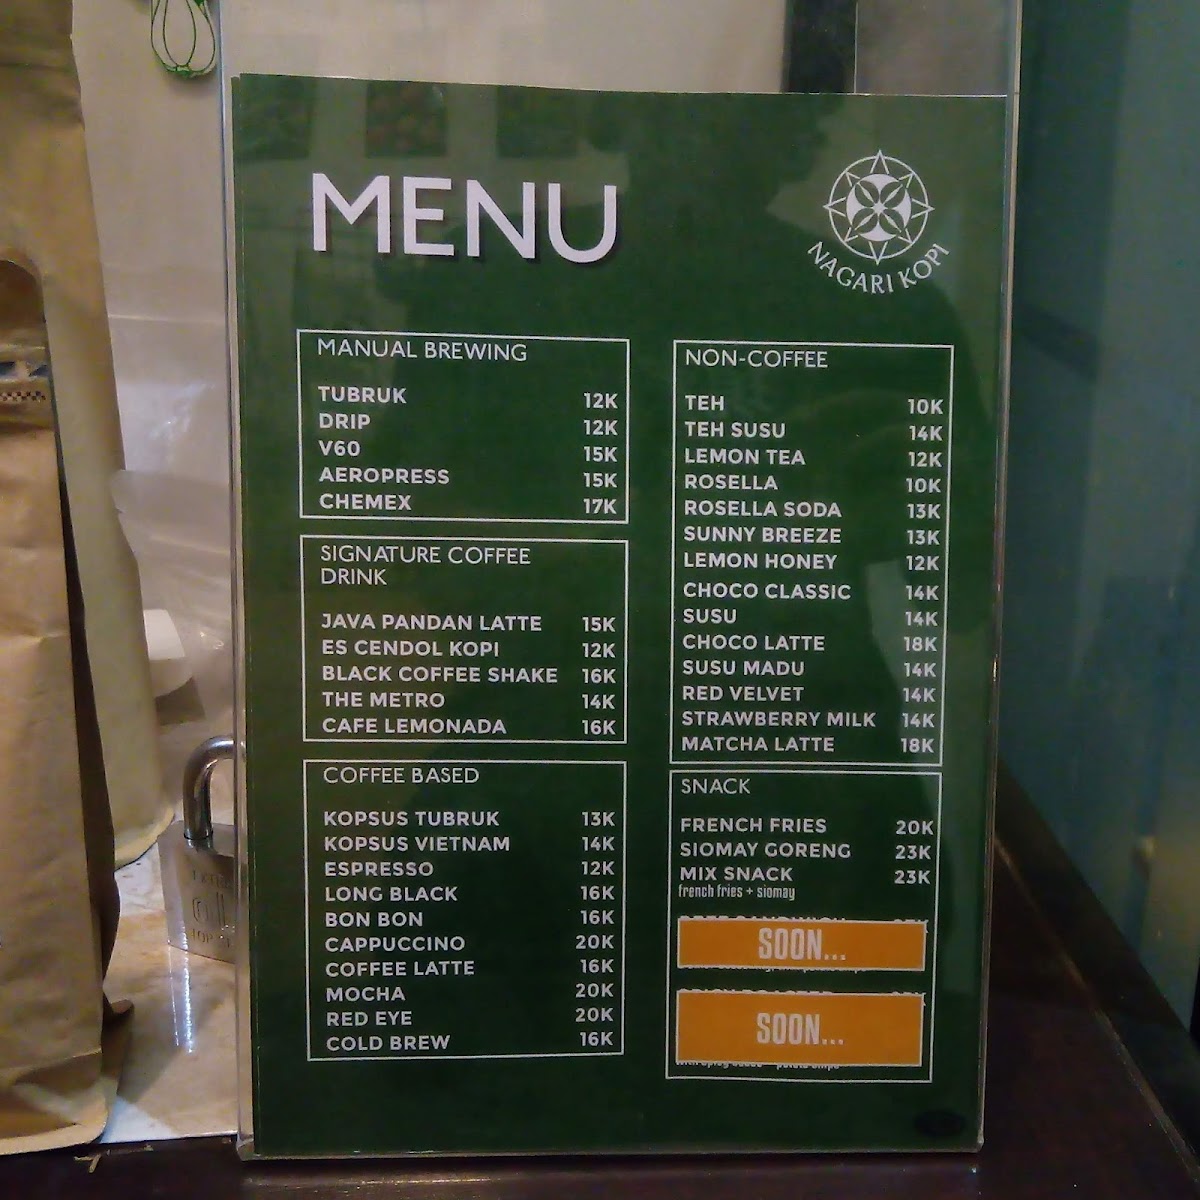 MENU
NAGARI KOPI
MANUAL BREWING
TUBRUK 12K
DRIP 12K
V60 15K
AEROPRESS 15K
CHEMEX 17K
SIGNATURE COFFEE
DRINK
JAVA PANDAN LATTE 15K
ES CENDOL KOPI 12K
BLACK COFFEE SHAKE 16K
THE METRO 14K
CAFE LEMONADA 16K
COFFEE BASED
KOPSUS TUBRUK 13K
KOPSUS VIETNAM 14K
ESPRESSO 12K
LONG BLACK 16K
BON BON 16K
CAPPUCCINO 20K
COFFEE LATTE 16K
MOCHA 20K
RED EYE 20K
COLD BREW 16K
NON-COFFEE
TEH 10K
TEH SUSU 14K
LEMON TEA 12K
ROSELLA 10K
ROSELLA SODA 13K
SUNNY BREEZE 13K
LEMON HONEY 12K
CHOCO CLASSIC 14K
SUSU 14K
CHOCO LATTE 18K
SUSU MADU 14K
RED VELVET 14K
STRAWBERRY MILK 14K
MATCHA LATTE 18K
SNACK
FRENCH FRIES 20K
SIOMAY GORENG 23K
MIX SNACK 23K
french fries + siomay
SOON...
SOON...